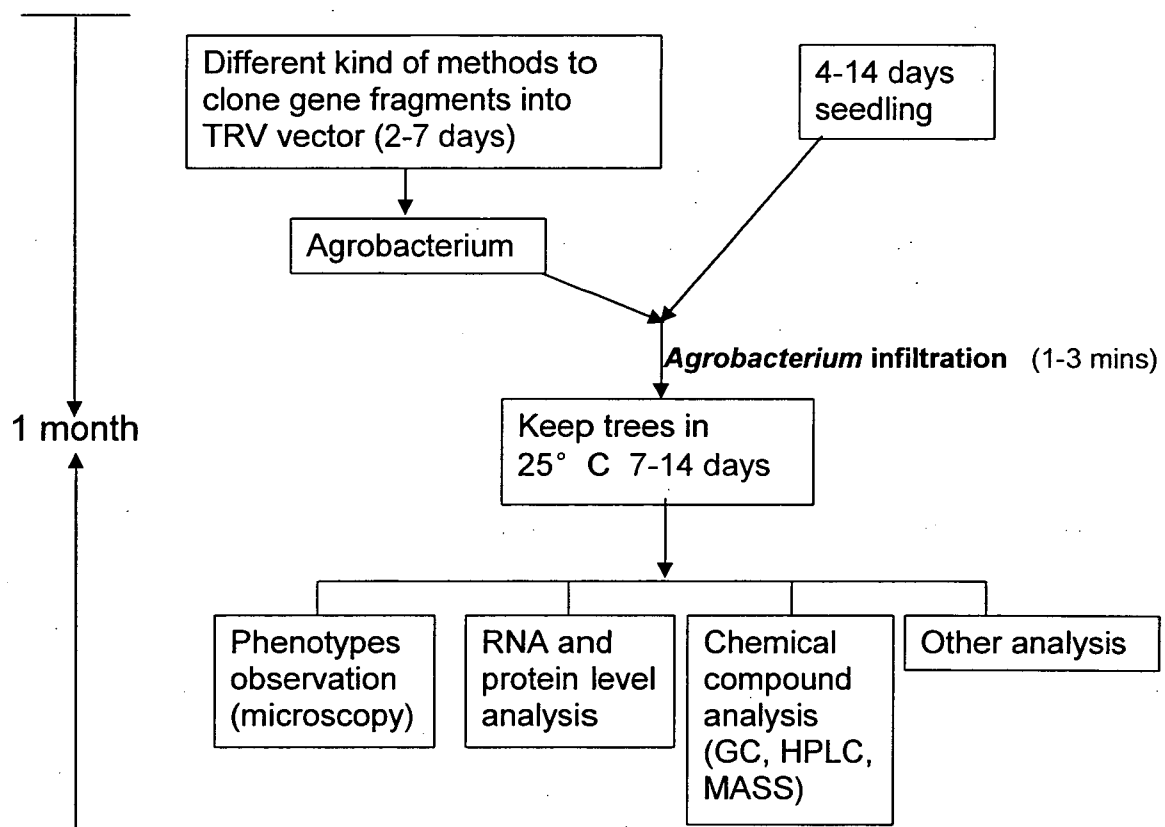 Different kind of methods to
clone gene fragments into
TRV vector (2-7 days)
4-14 days
seedling
Agrobacterium
Agrobacterium infiltration (1-3 mins)
1 month
Keep trees in
25° C 7-14 days
Phenotypes
observation
(microscopy)
RNA and
protein level
analysis
Chemical
compound
analysis
(GC, HPLC,
MASS)
Other analysis